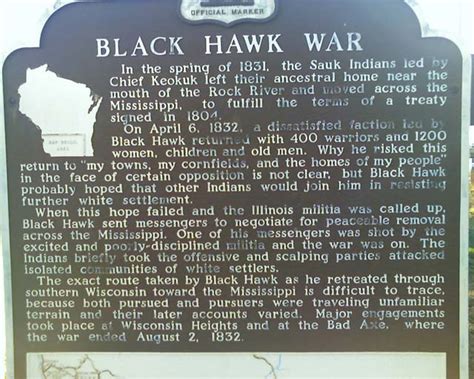 OFFICIAL MARKER
BLACK HAWK WAR
In the spring of 1831, the Sauk Indians led by
Chief Keokuk left their ancestral home near the
mouth of the Rock River and moved across the
Mississippi, to fulfill the terms of a treaty
signed in 1804.
On April 6, 1832, a dissatisfied faction led by
Black Hawk returned with 400 warriors and 1200
women, children and old men. Why he risked this
return to "my towns, my cornfields, and the homes of my people"
in the face of certain opposition is not clear, but Black Hawk
probably hoped that other Indians would join him in resisting
further white settlement.
When this hope failed and the Illinois militia was called up,
Black Hawk sent messengers to negotiate for peaceable removal
across the Mississippi. One of his messengers was shot by the
excited and poorly-disciplined militia and the war was on. The
Indians briefly took the offensive and scalping parties attacked
isolated communities of white settlers.
The exact route taken by Black Hawk as he retreated through
southern Wisconsin toward the Mississippi is difficult to trace,
because both pursued and pursuers were traveling unfamiliar
terrain and their later accounts varied. Major engagements
took place at Wisconsin Heights and at the Bad Axe, where
the war ended August 2, 1832.